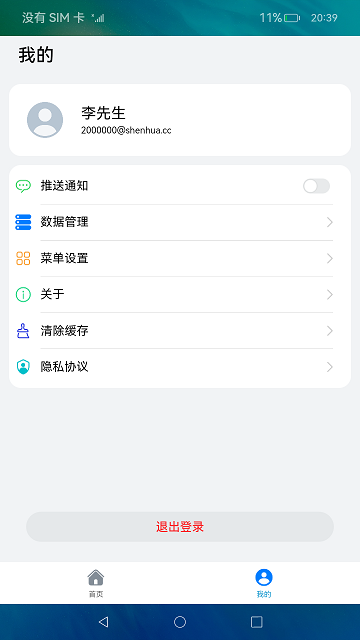 没有 SIM 卡 11% 20:39
我的
李先生
2000000@shenhua.cc
推送通知
数据管理
菜单设置
关于
清除缓存
隐私协议
退出登录
首页 我的